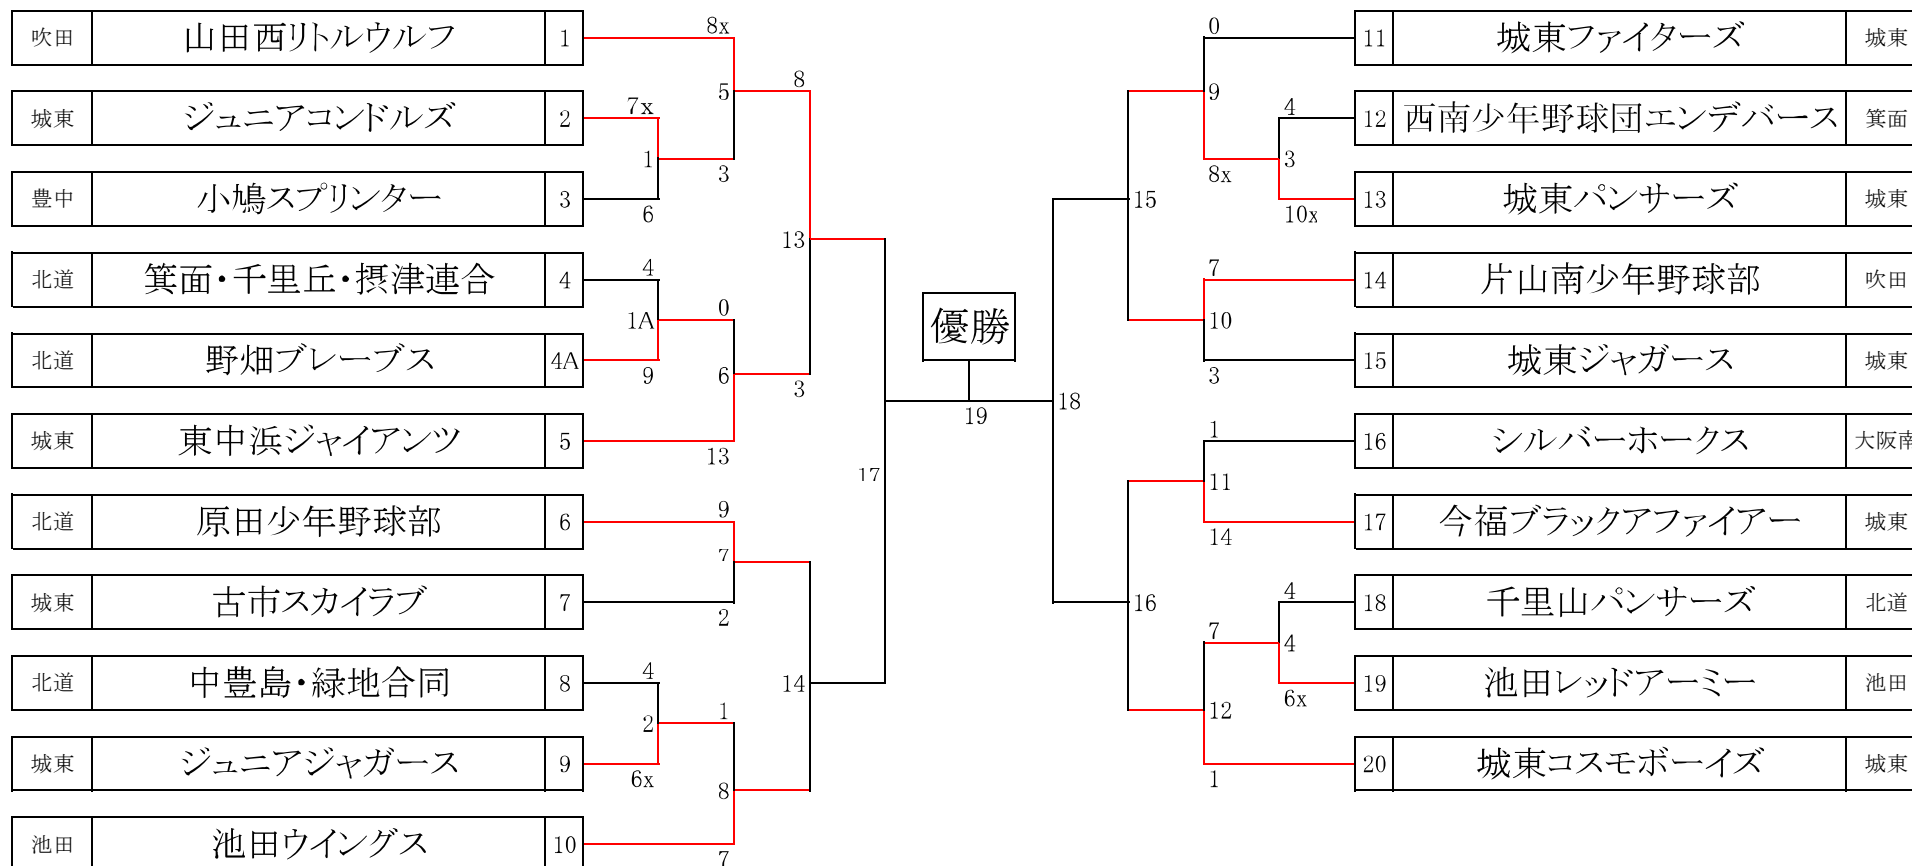 吹田 山田西リトルウルフ 1
城東 ジュニアコンドルズ 2
豊中 小鳩スプリンター 3
北道 箕面・千里丘・摂津連合 4
北道 野畑ブレーブス 4A
城東 東中浜ジャイアンツ 5
北道 原田少年野球部 6
城東 古市スカイラブ 7
北道 中豊島・緑地合同 8
城東 ジュニアジャガース 9
池田 池田ウイングス 10
8x
5
3
7x
1
6
8
13
3
4
1A
9
0
6
13
9
7
2
4
2
6x
1
8
7
14
17
優勝
19
18
15
16
0
9
8x
4
3
10x
7
10
3
1
11
14
7
12
1
4
4
6x
11 城東ファイターズ 城東
12 西南少年野球団エンデバース 箕面
13 城東パンサーズ 城東
14 片山南少年野球部 吹田
15 城東ジャガース 城東
16 シルバーホークス 大阪南
17 今福ブラックアファイアー 城東
18 千里山パンサーズ 北道
19 池田レッドアーミー 池田
20 城東コスモボーイズ 城東